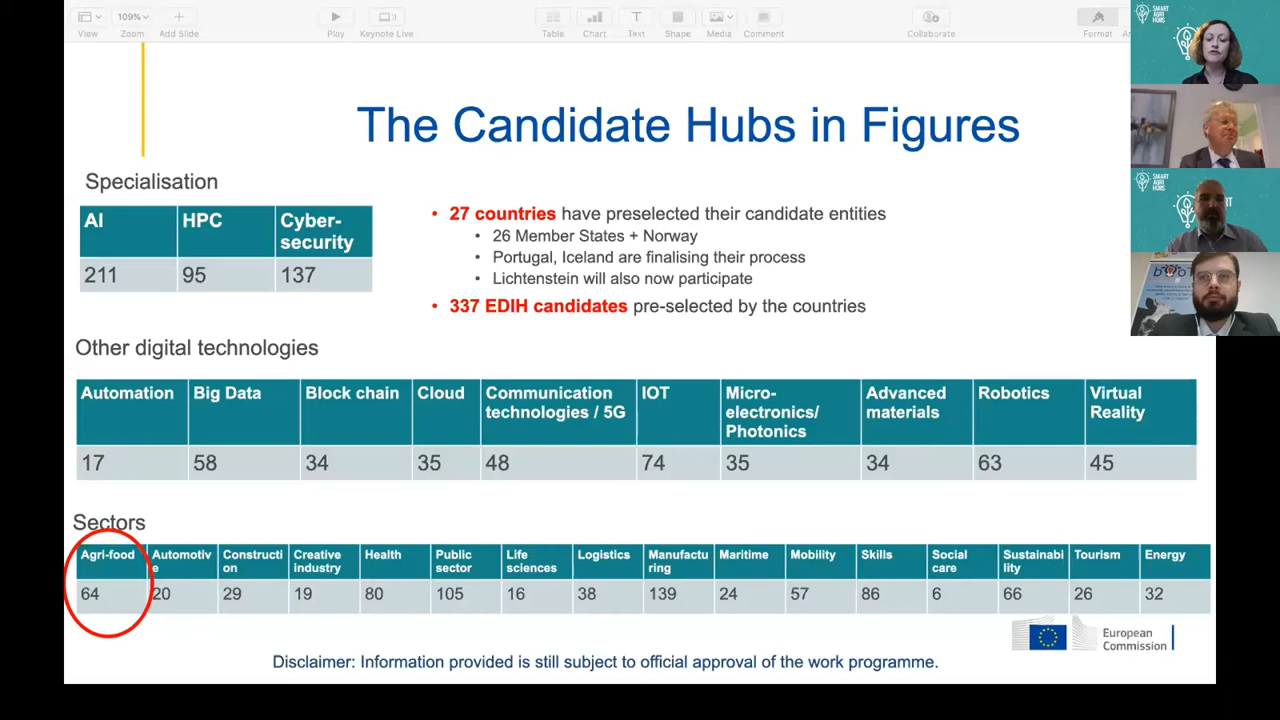 View
109%
Zoom
Add Slide
Play
Keynote Live
Table
Chart
Text
Shape
Media
Comment
Collaborate
Format
SMART
AGRI
HUBS
The Candidate Hubs in Figures
Specialisation
AI
HPC
Cyber-
security
211
95
137
• 27 countries have preselected their candidate entities
• 26 Member States + Norway
• Portugal, Iceland are finalising their process
• Lichtenstein will also now participate
• 337 EDIH candidates pre-selected by the countries
SMART
AGRI
HUBS
Other digital technologies
Automation
Big Data
Block chain
Cloud
Communication
technologies / 5G
IOT
Micro-
electronics/
Photonics
Advanced
materials
Robotics
Virtual
Reality
17
58
34
35
48
74
35
34
63
45
Sectors
Agri-food
Automotiv
e
Constructi
on
Creative
industry
Health
Public
sector
Life
sciences
Logistics
Manufactu
ring
Maritime
Mobility
Skills
Social
care
Sustainabi
lity
Tourism
Energy
64
20
29
19
80
105
16
38
139
24
57
86
6
66
26
32
European
Commission
Disclaimer: Information provided is still subject to official approval of the work programme.